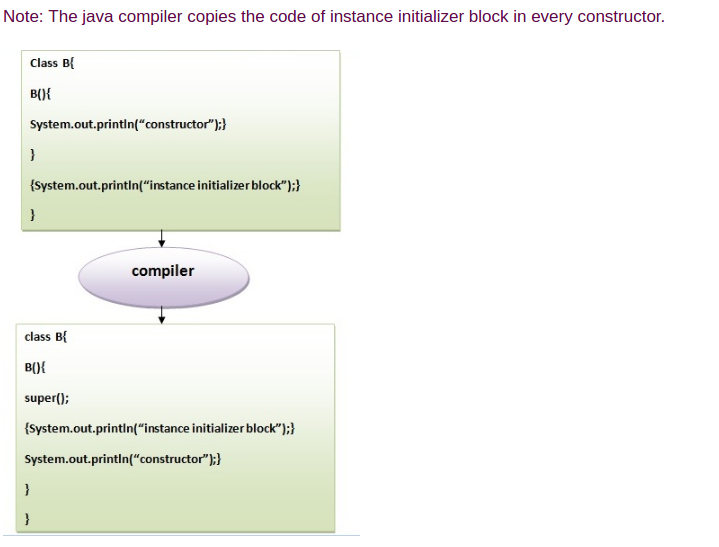 Note: The java compiler copies the code of instance initializer block in every constructor.
Class B{
B(){
System.out.println(“constructor”);}
}
{System.out.println(“instance initializer block”);}
}
compiler
class B{
B(){
super();
{System.out.println(“instance initializer block”);}
System.out.println(“constructor”);}
}
}